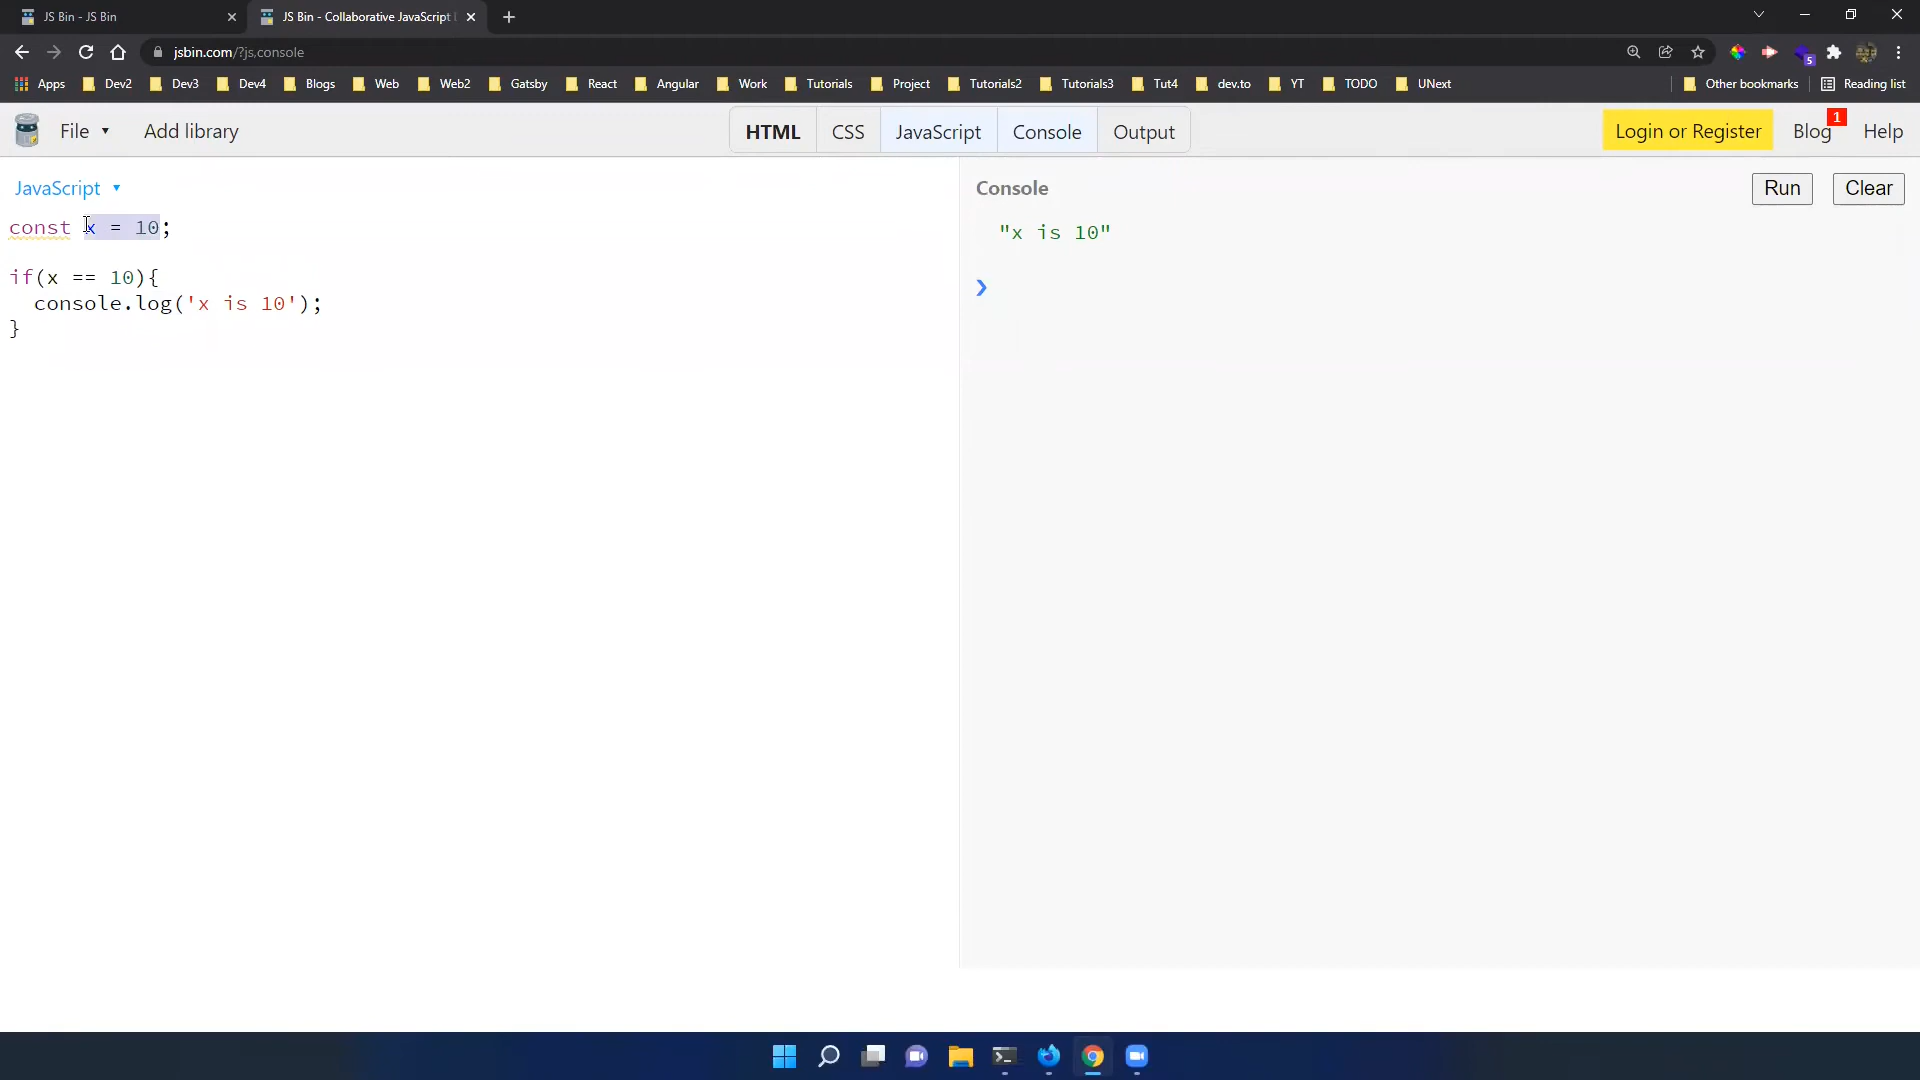 JS Bin - JS Bin
JS Bin - Collaborative JavaScript
jsbin.com/?js,console
5
Apps Dev2 Dev3 Dev4 Blogs Web Web2 Gatsby React Angular Work Tutorials Project Tutorials2 Tutorials3 Tut4 dev.to YT TODO UNext Other bookmarks Reading list
File Add library HTML CSS JavaScript Console Output Login or Register Blog 1 Help
JavaScript
const x = 10;
if(x == 10){
console.log('x is 10');
}
Console Run Clear
"x is 10"